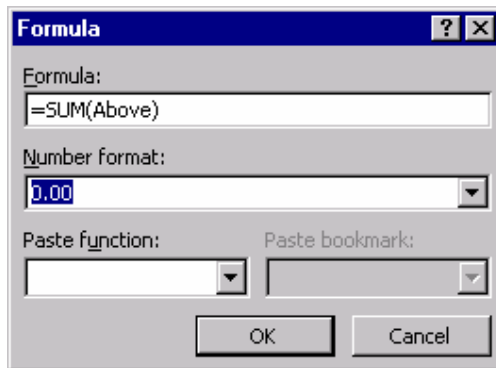 Formula
Formula:
=SUM(Above)
Number format:
0.00
Paste function: Paste bookmark:
OK Cancel